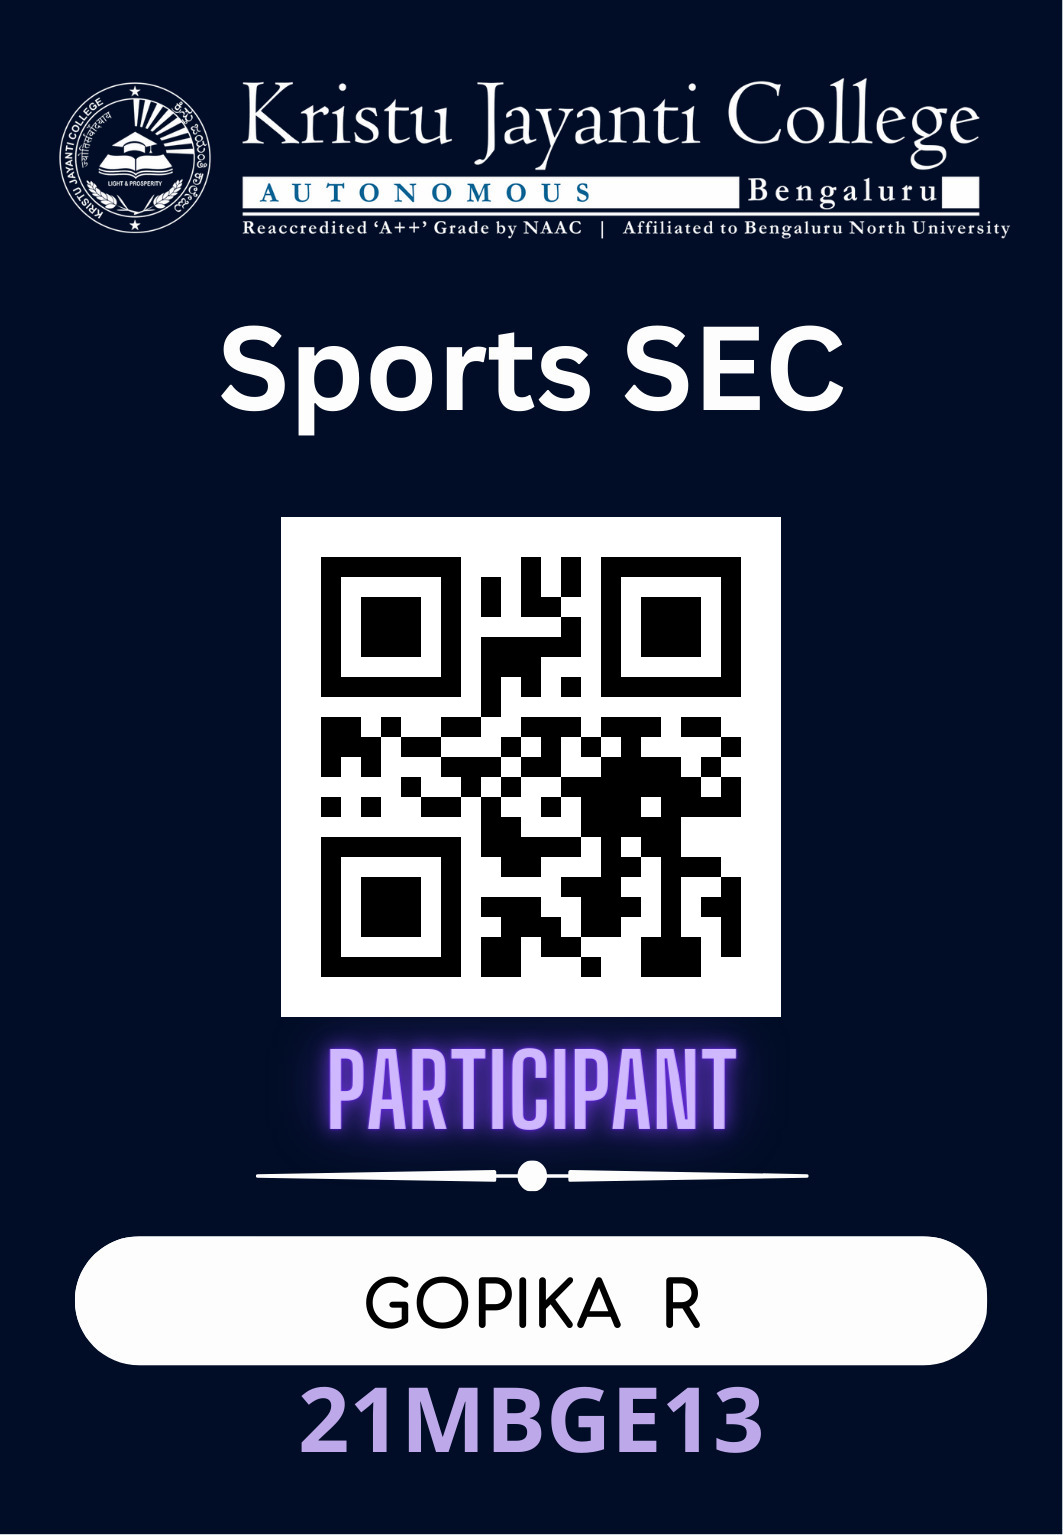 Kristu Jayanti College
AUTONOMOUS Bengaluru
Reaccredited ‘A++’ Grade by NAAC | Affiliated to Bengaluru North University
KRISTU JAYANTI COLLEGE
LIGHT & PROSPERITY
Sports SEC
PARTICIPANT
GOPIKA R
21MBGE13